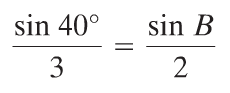 sin 40° / 3 = sin B / 2